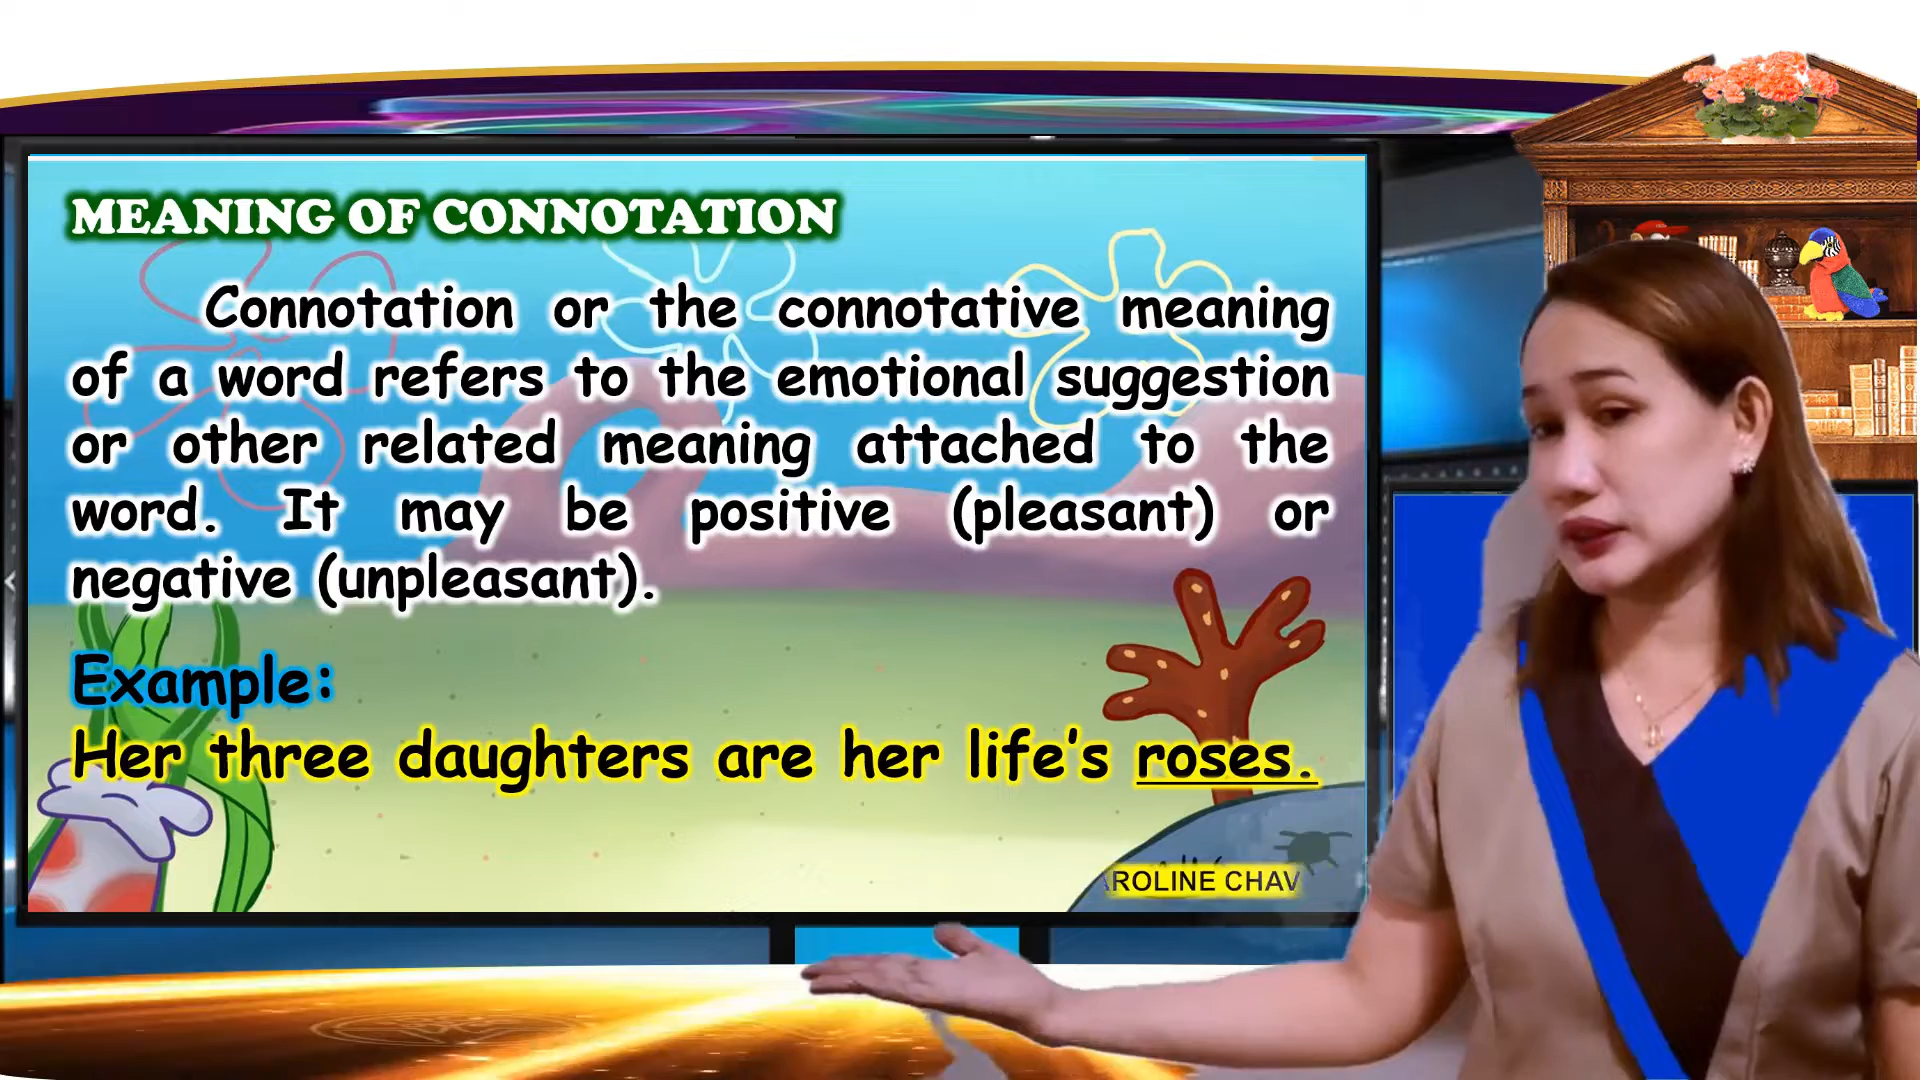 MEANING OF CONNOTATION
Connotation or the connotative meaning
of a word refers to the emotional suggestion
or other related meaning attached to the
word. It may be positive (pleasant) or
negative (unpleasant).
Example:
Her three daughters are her life's roses.
ROLINE CHAV